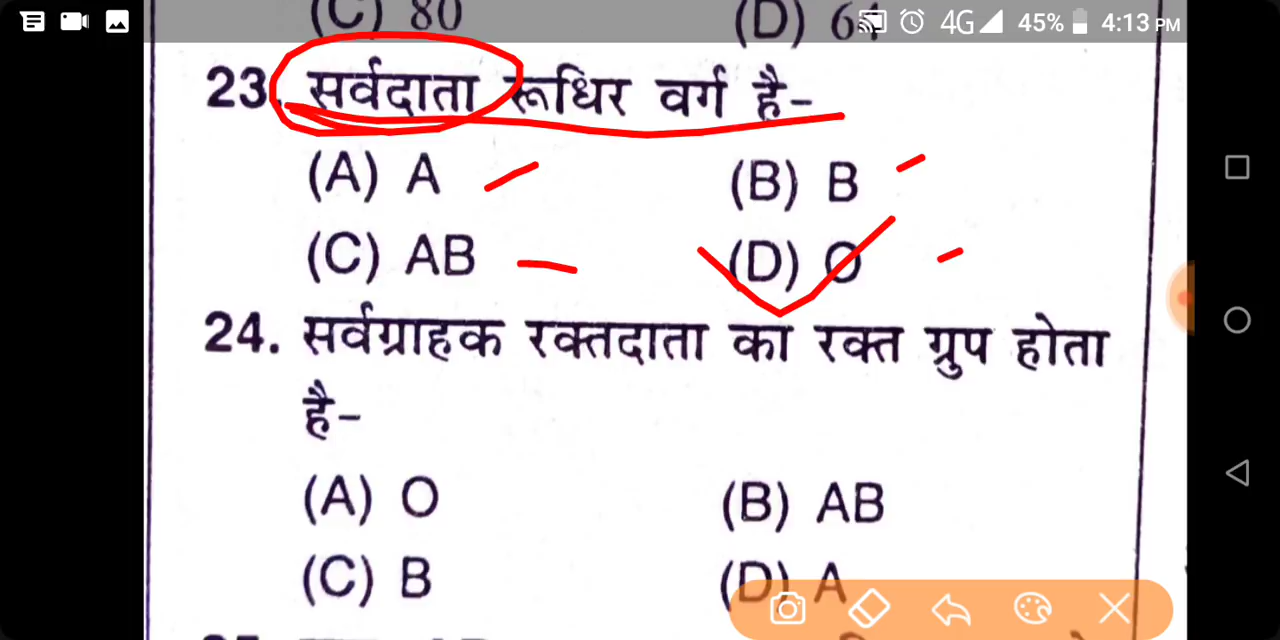 (C) 80 (D) 64
4G 45% 4:13 PM
23. सर्वदाता रूधिर वर्ग है-
(A) A (B) B
(C) AB (D) O
24. सर्वग्राहक रक्तदाता का रक्त ग्रुप होता
है-
(A) O (B) AB
(C) B (D) A